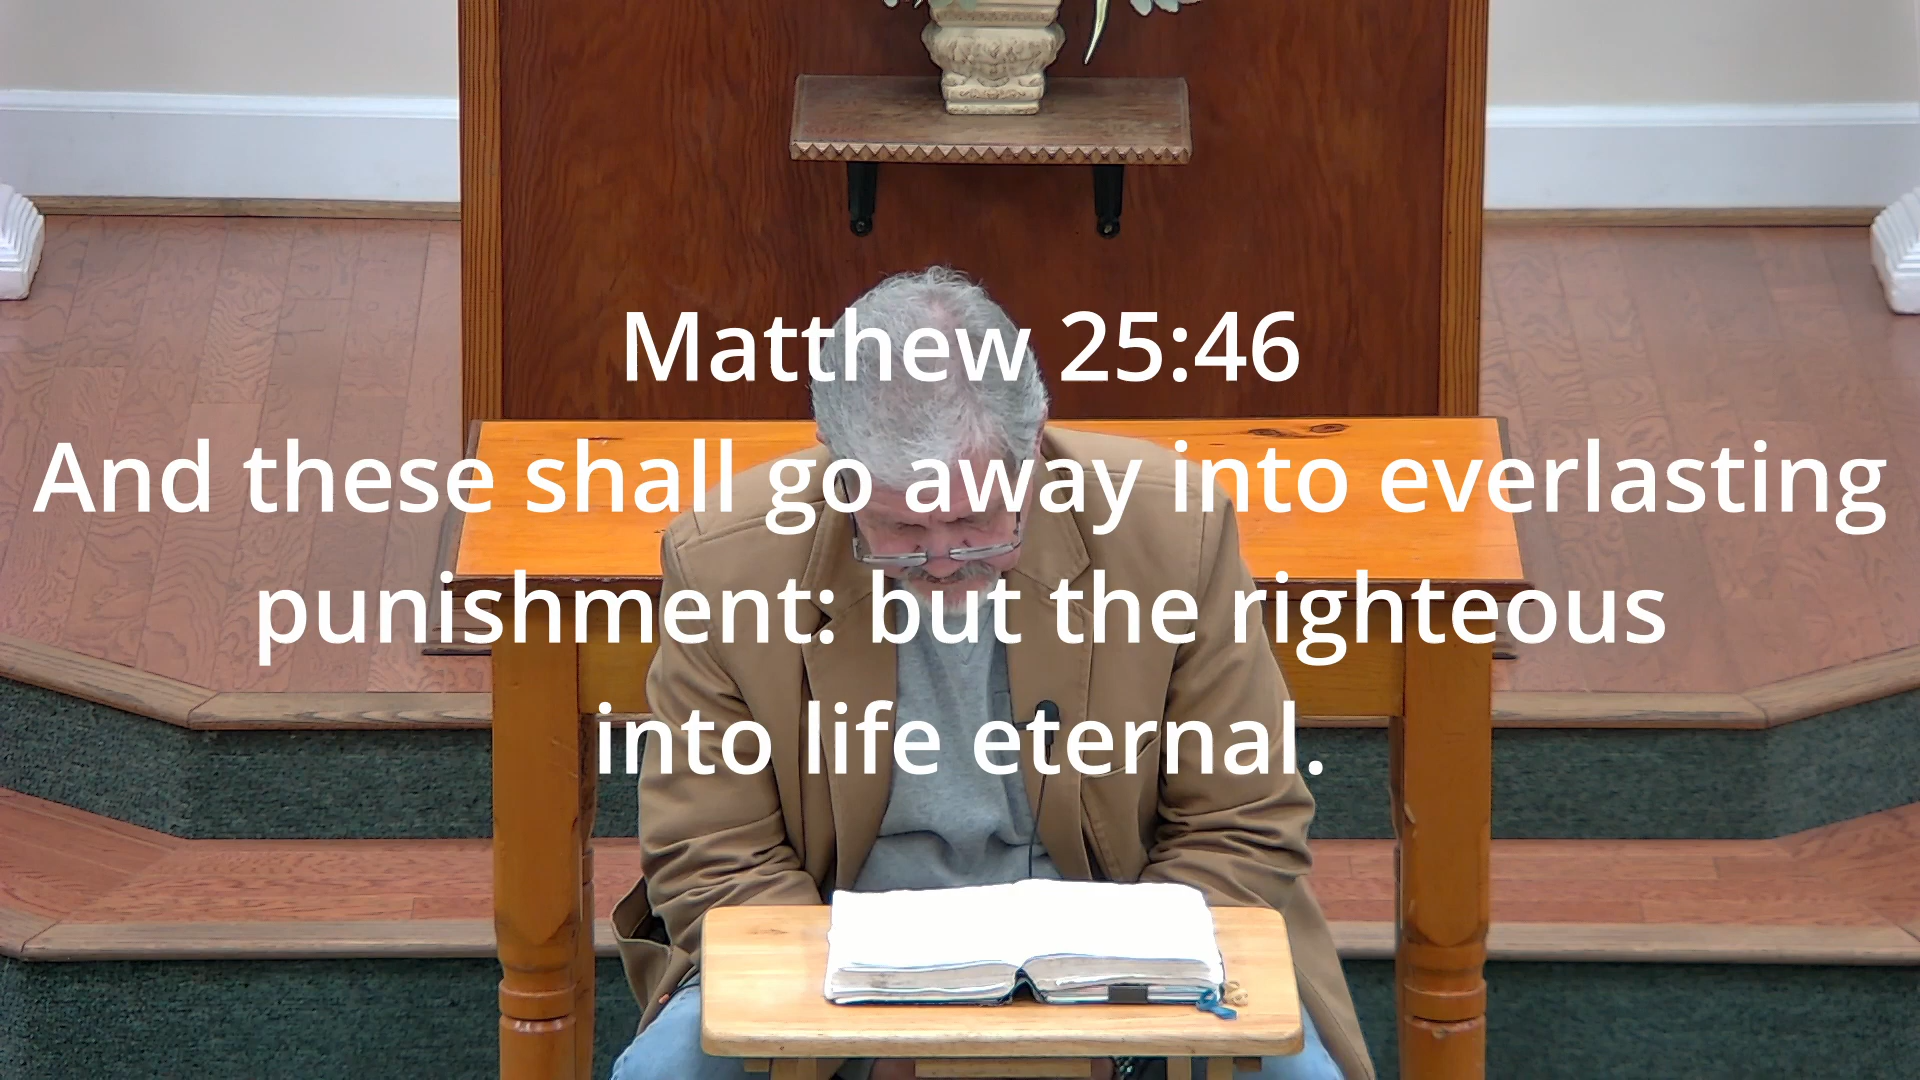 Matthew 25:46
And these shall go away into everlasting
punishment: but the righteous
into life eternal.